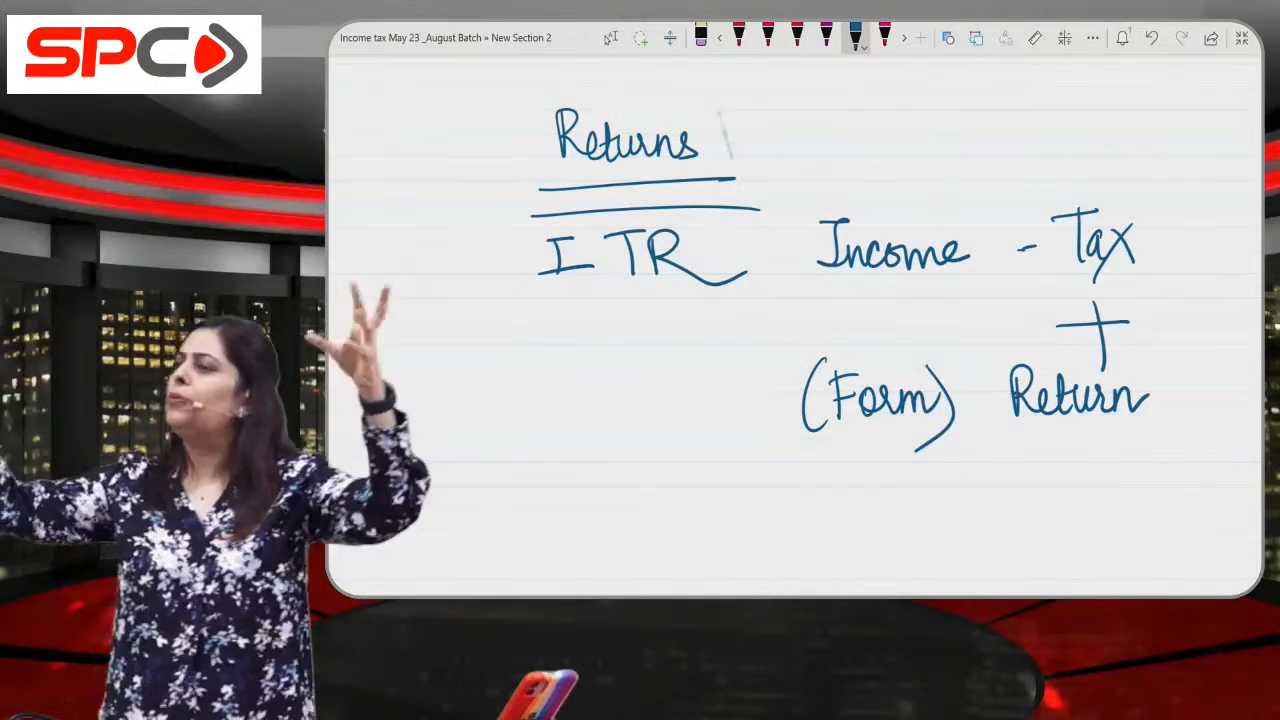 SPC
Income tax May 23 _August Batch » New Section 2
Returns
ITR
Income - Tax
+
(Form) Return